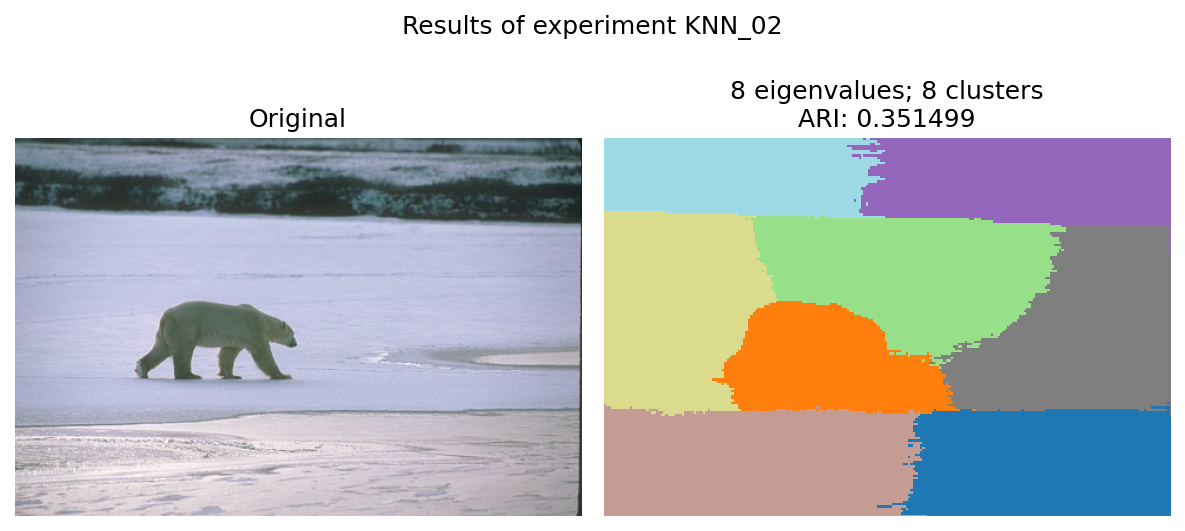 Results of experiment KNN_02
Original
8 eigenvalues; 8 clusters
ARI: 0.351499